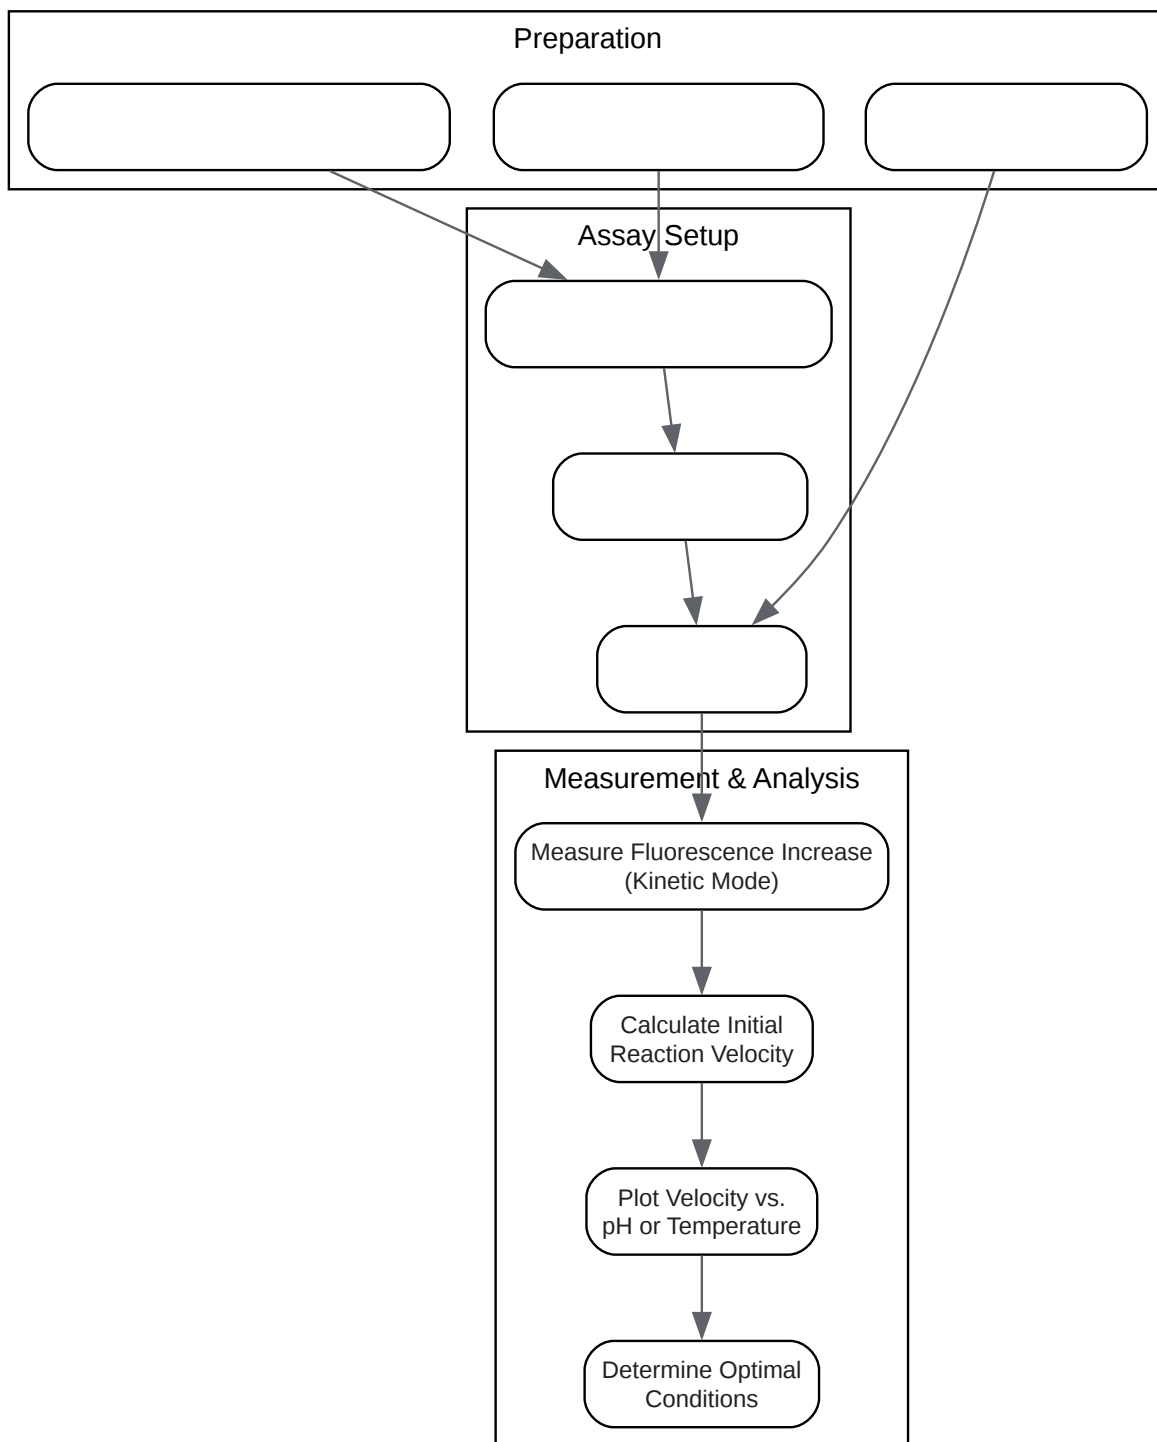 Preparation
Assay Setup
Measurement & Analysis
Measure Fluorescence Increase
(Kinetic Mode)
Calculate Initial
Reaction Velocity
Plot Velocity vs.
pH or Temperature
Determine Optimal
Conditions